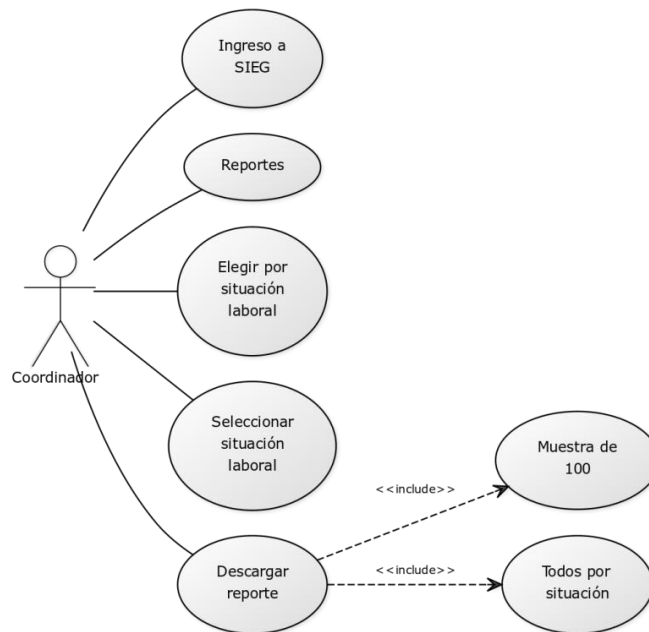 Ingreso a
SIEG
Reportes
Elegir por
situación
laboral
Coordinador
Seleccionar
situación
laboral
Muestra de
100
<<include>>
<<include>>
Descargar
reporte
Todos por
situación